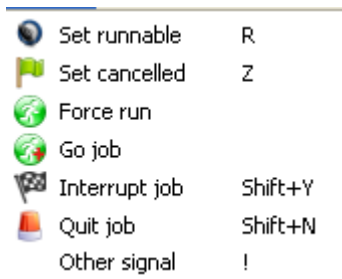 Set runnable R
Set cancelled Z
Force run
Go job
Interrupt job Shift+Y
Quit job Shift+N
Other signal !